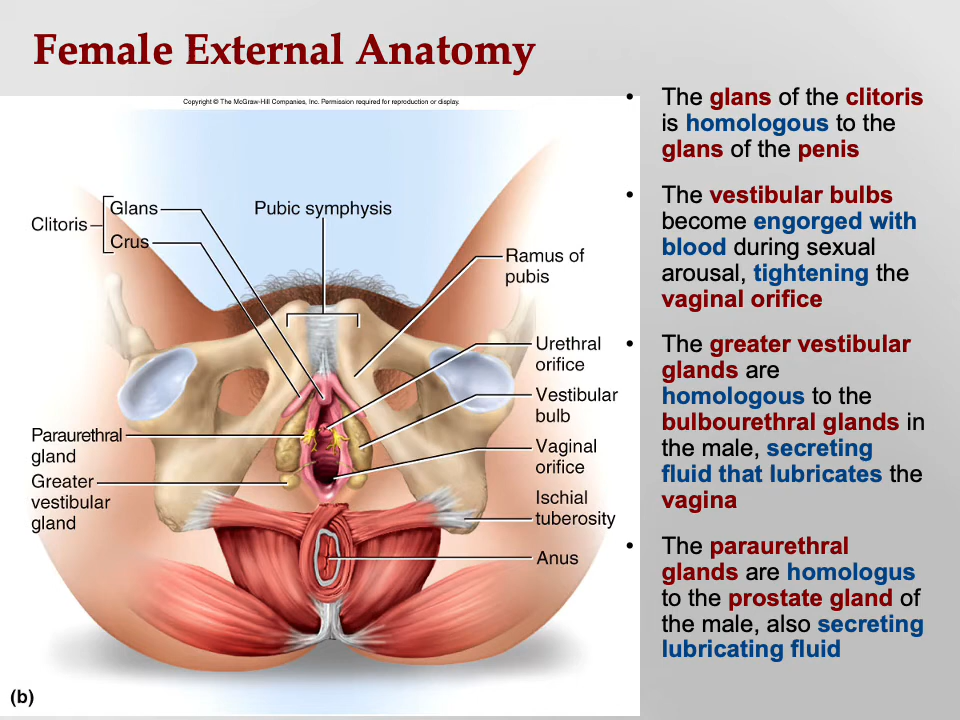 Female External Anatomy
Copyright © The McGraw-Hill Companies, Inc. Permission required for reproduction or display.
Clitoris
Glans
Crus
Pubic symphysis
Ramus of
pubis
Urethral
orifice
Vestibular
bulb
Vaginal
orifice
Ischial
tuberosity
Anus
Paraurethral
gland
Greater
vestibular
gland
(b)
• The glans of the clitoris
is homologous to the
glans of the penis
• The vestibular bulbs
become engorged with
blood during sexual
arousal, tightening the
vaginal orifice
• The greater vestibular
glands are
homologous to the
bulbourethral glands in
the male, secreting
fluid that lubricates the
vagina
• The paraurethral
glands are homologus
to the prostate gland of
the male, also secreting
lubricating fluid